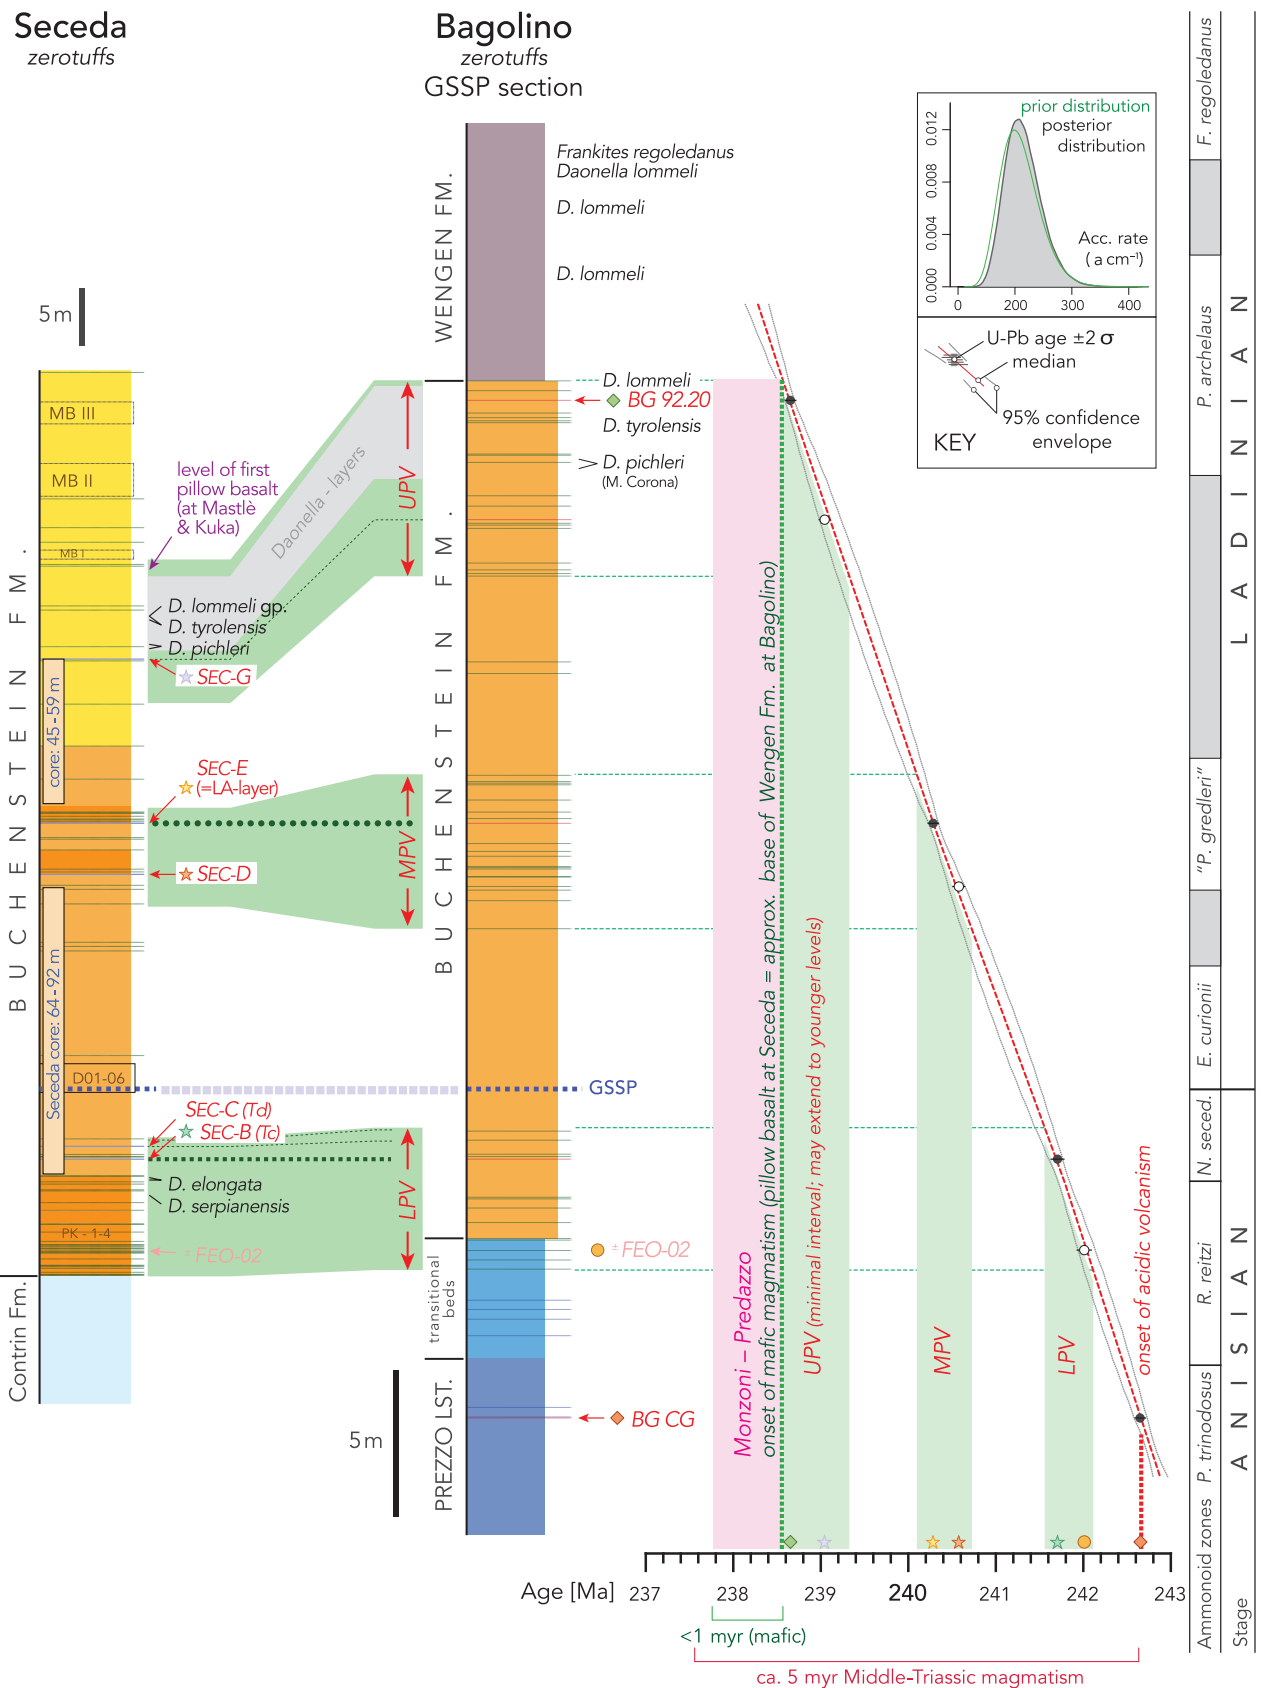 Seceda
zerotuffs
Bagolino
zerotuffs
GSSP section
5 m
WENGEN FM.
Frankites regoledanus
Daonella lommeli
D. lommeli
D. lommeli
prior distribution
posterior
distribution
0.012
0.008
0.004
0.000
Acc. rate
( a cm⁻¹)
0
200
300
400
U-Pb age ±2 σ
median
95% confidence
envelope
KEY
BUCHENSTEIN FM.
MB III
MB II
MB I
level of first
pillow basalt
(at Mastlè
& Kuka)
Daonella - layers
UPV
D. lommeli
BG 92.20
D. tyrolensis
D. pichleri
(M. Corona)
D. lommeli gp.
D. tyrolensis
D. pichleri
SEC-G
core: 45 - 59 m
SEC-E
(=LA-layer)
SEC-D
MPV
BUCHENSTEIN FM.
Seceda core: 64 - 92 m
D01-06
GSSP
SEC-C (Td)
SEC-B (Tc)
D. elongata
D. serpianensis
LPV
PK - 1-4
± FEO-02
± FEO-02
Contrin Fm.
transitional
beds
PREZZO LST.
5 m
BG CG
Monzoni – Predazzo
onset of mafic magmatism (pillow basalt at Seceda = approx. base of Wengen Fm. at Bagolino)
UPV (minimal interval; may extend to younger levels)
MPV
LPV
onset of acidic volcanism
F. regoledanus
P. archelaus
"P. gredleri"
E. curionii
N. seced.
R. reitzi
P. trinodosus
Ammonoid zones
LADINIAN
ANISIAN
Stage
Age [Ma]
237
238
239
240
241
242
243
<1 myr (mafic)
ca. 5 myr Middle-Triassic magmatism